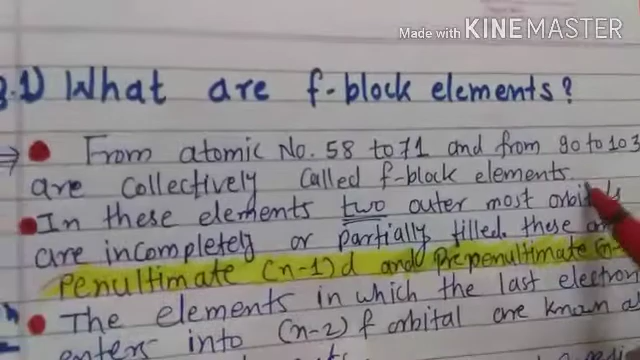 Made with KINEMASTER
Q.1) What are f-block elements?
⇒ • From atomic No. 58 to 71 and from 90 to 103
are collectively called f-block elements.
• In these elements two outer most orbitals
are incompletely or partially filled. these are
Penultimate (n-1)d and Prepenultimate (n-
• The elements in which the last electron
enters into (n-2) f orbital are known a